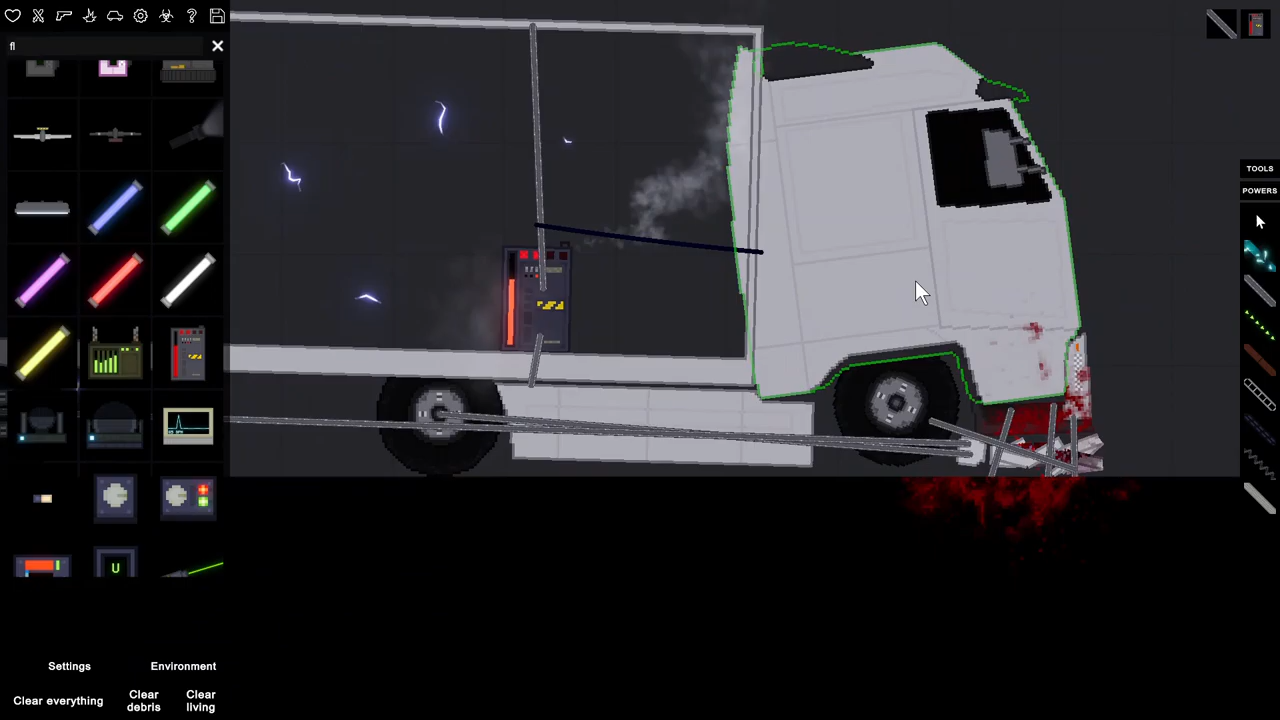 fl
TOOLS
POWERS
U
Settings
Environment
Clear everything
Clear debris
Clear living